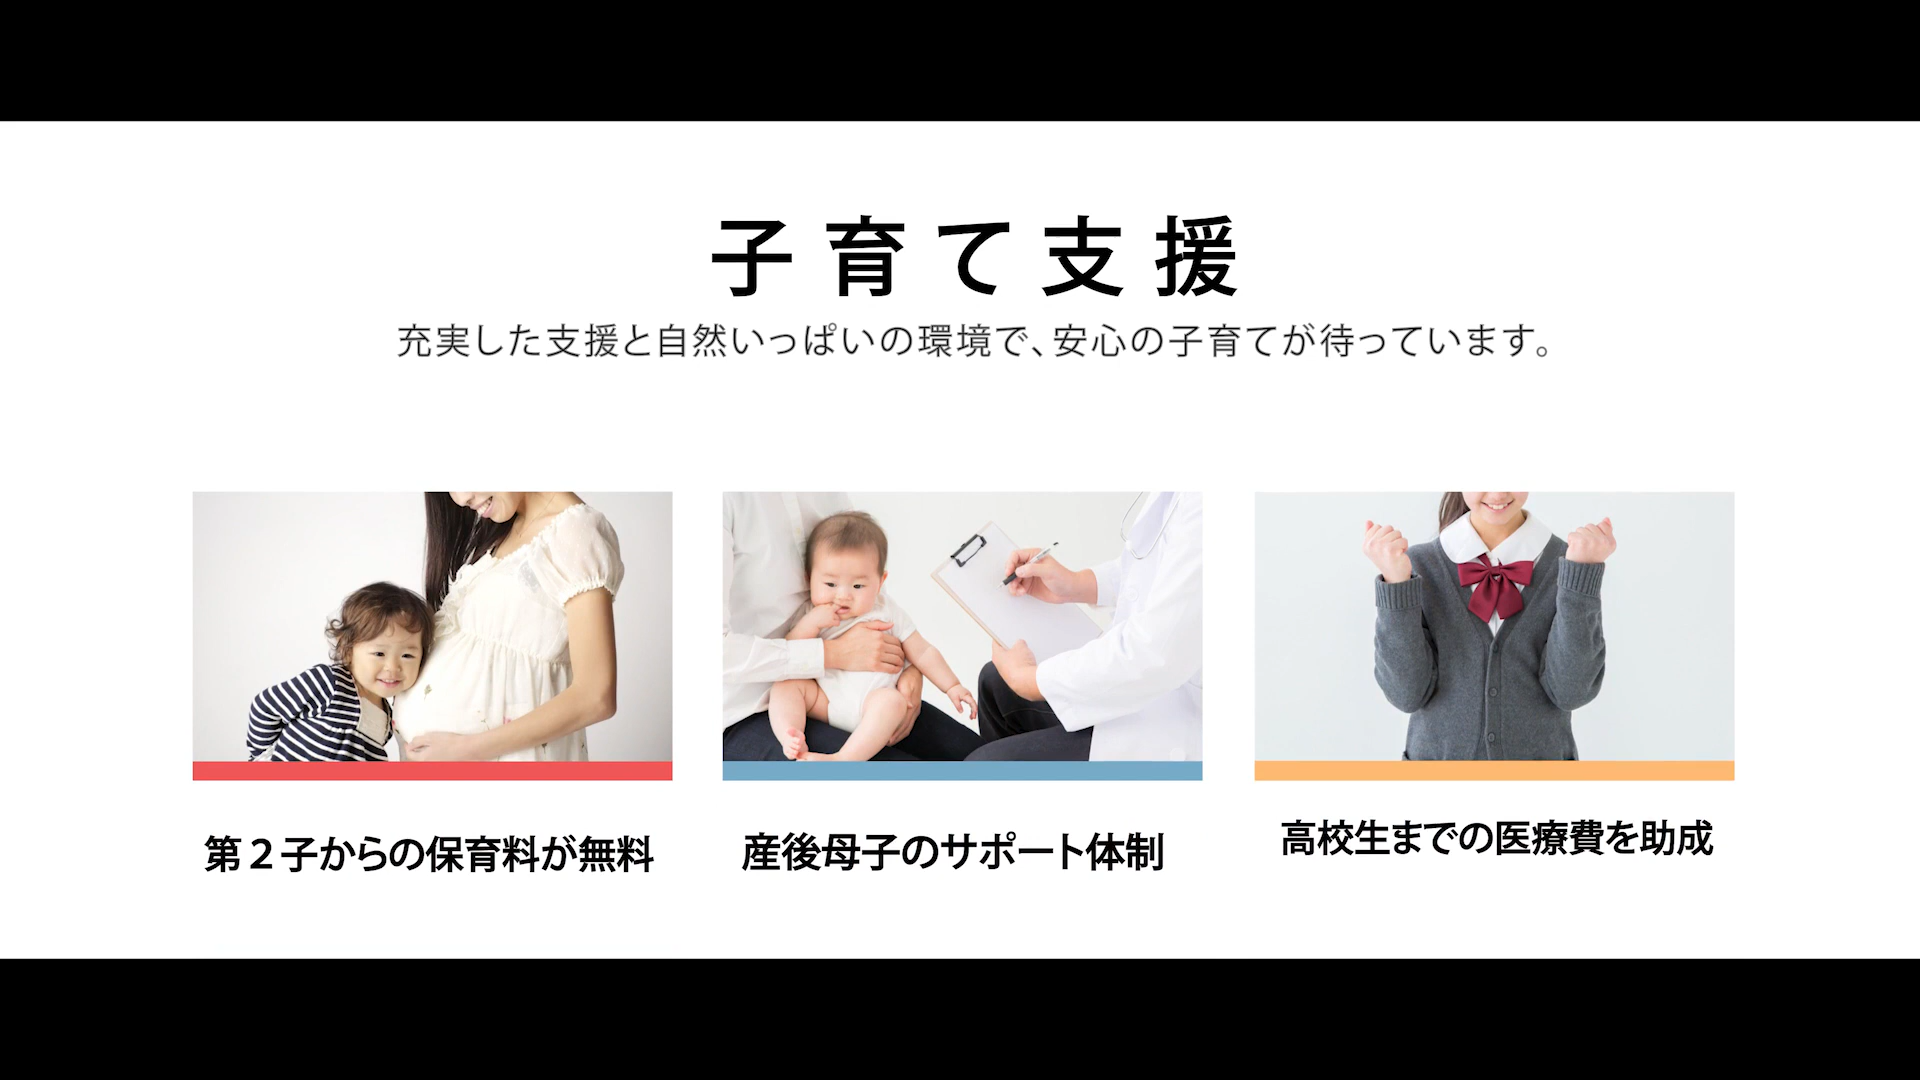 子育て支援
充実した支援と自然いっぱいの環境で、安心の子育てが待っています。
第２子からの保育料が無料
産後母子のサポート体制
高校生までの医療費を助成